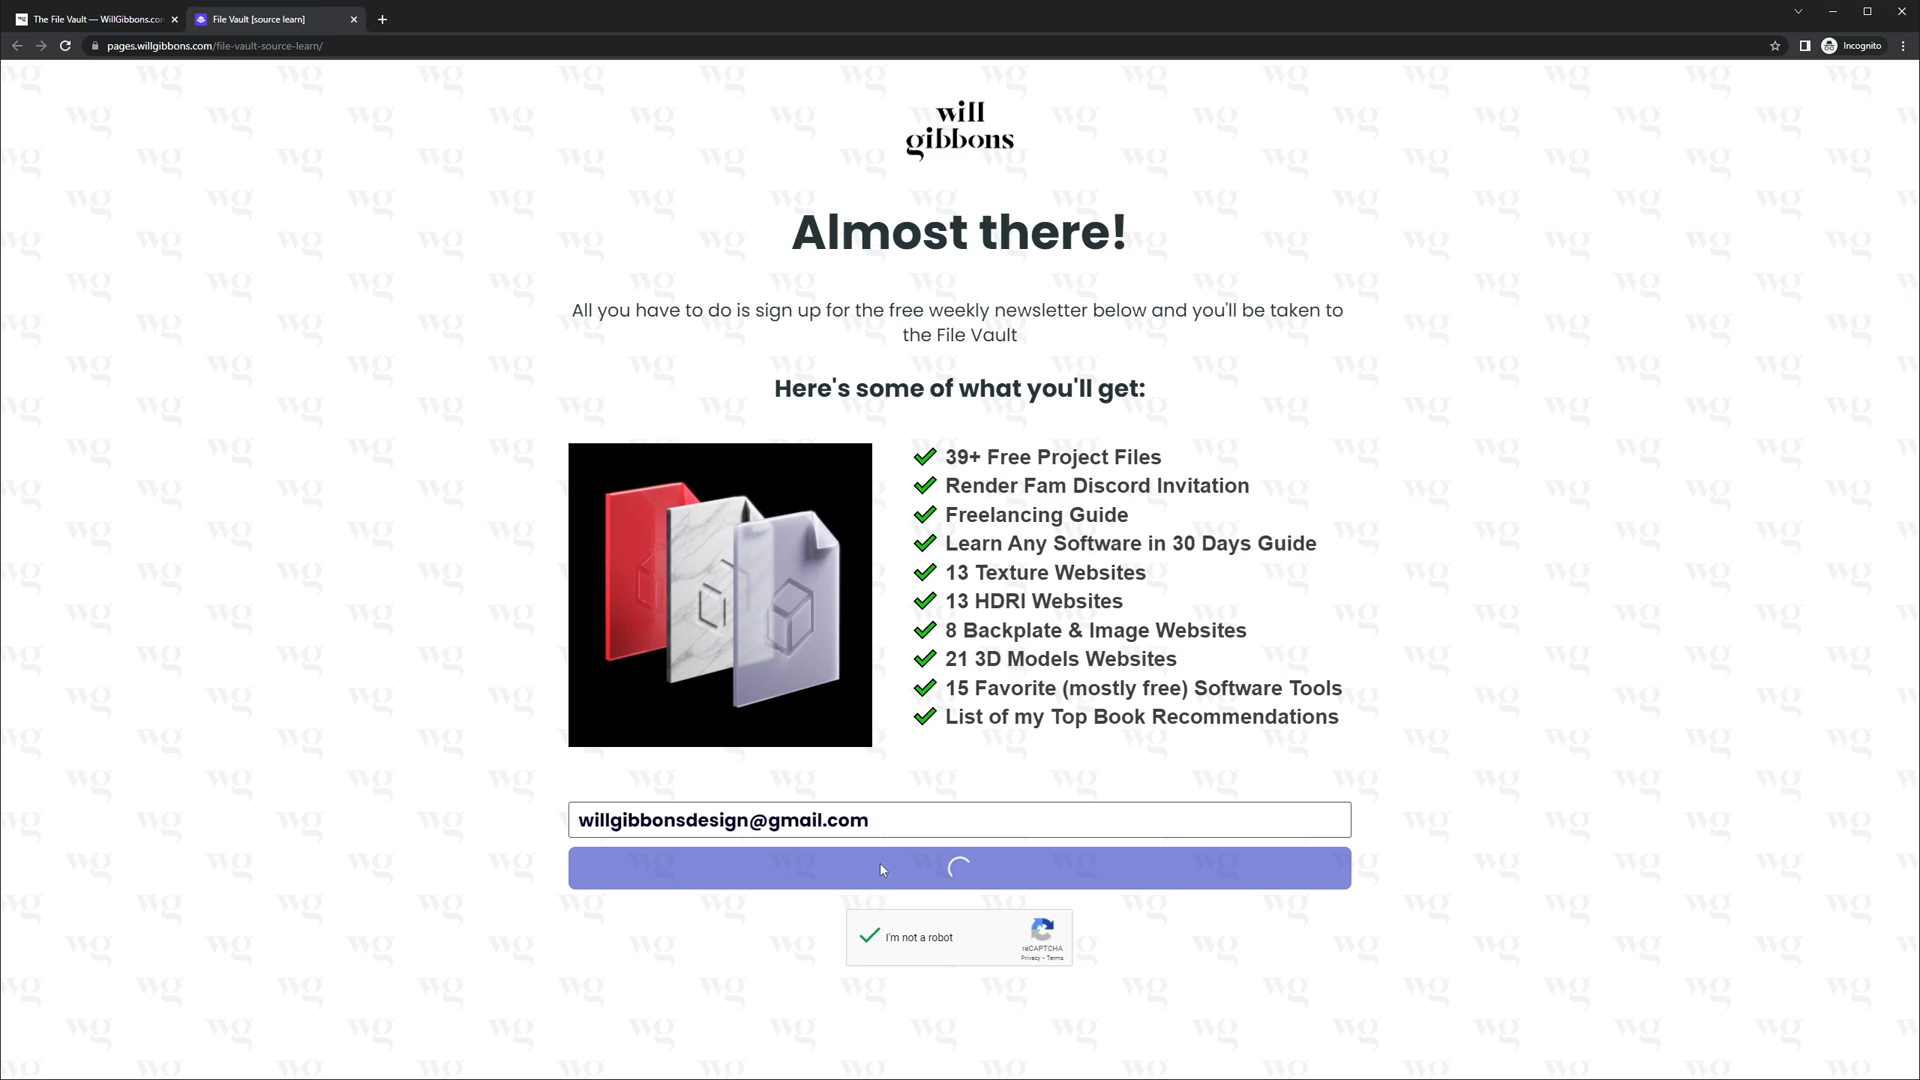 The File Vault — WillGibbons.con
File Vault [source learn]
pages.willgibbons.com/file-vault-source-learn/
Incognito
will
gibbons
Almost there!
All you have to do is sign up for the free weekly newsletter below and you'll be taken to
the File Vault
Here's some of what you'll get:
39+ Free Project Files
Render Fam Discord Invitation
Freelancing Guide
Learn Any Software in 30 Days Guide
13 Texture Websites
13 HDRI Websites
8 Backplate & Image Websites
21 3D Models Websites
15 Favorite (mostly free) Software Tools
List of my Top Book Recommendations
willgibbonsdesign@gmail.com
I'm not a robot
reCAPTCHA
Privacy • Terms